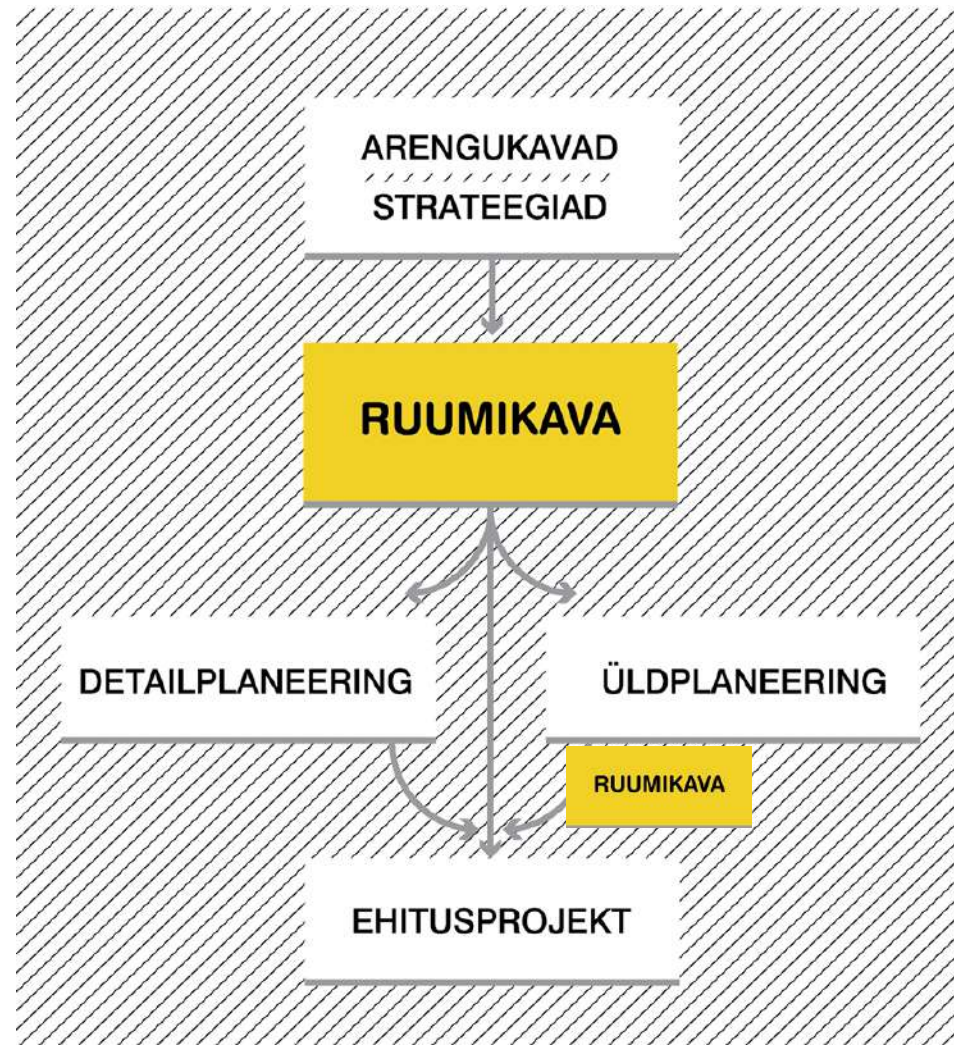 ARENGUKAVAD
STRATEEGIAD
RUUMIKAVA
DETAILPLANEERING
ÜLDPLANEERING
RUUMIKAVA
EHITUSPROJEKT